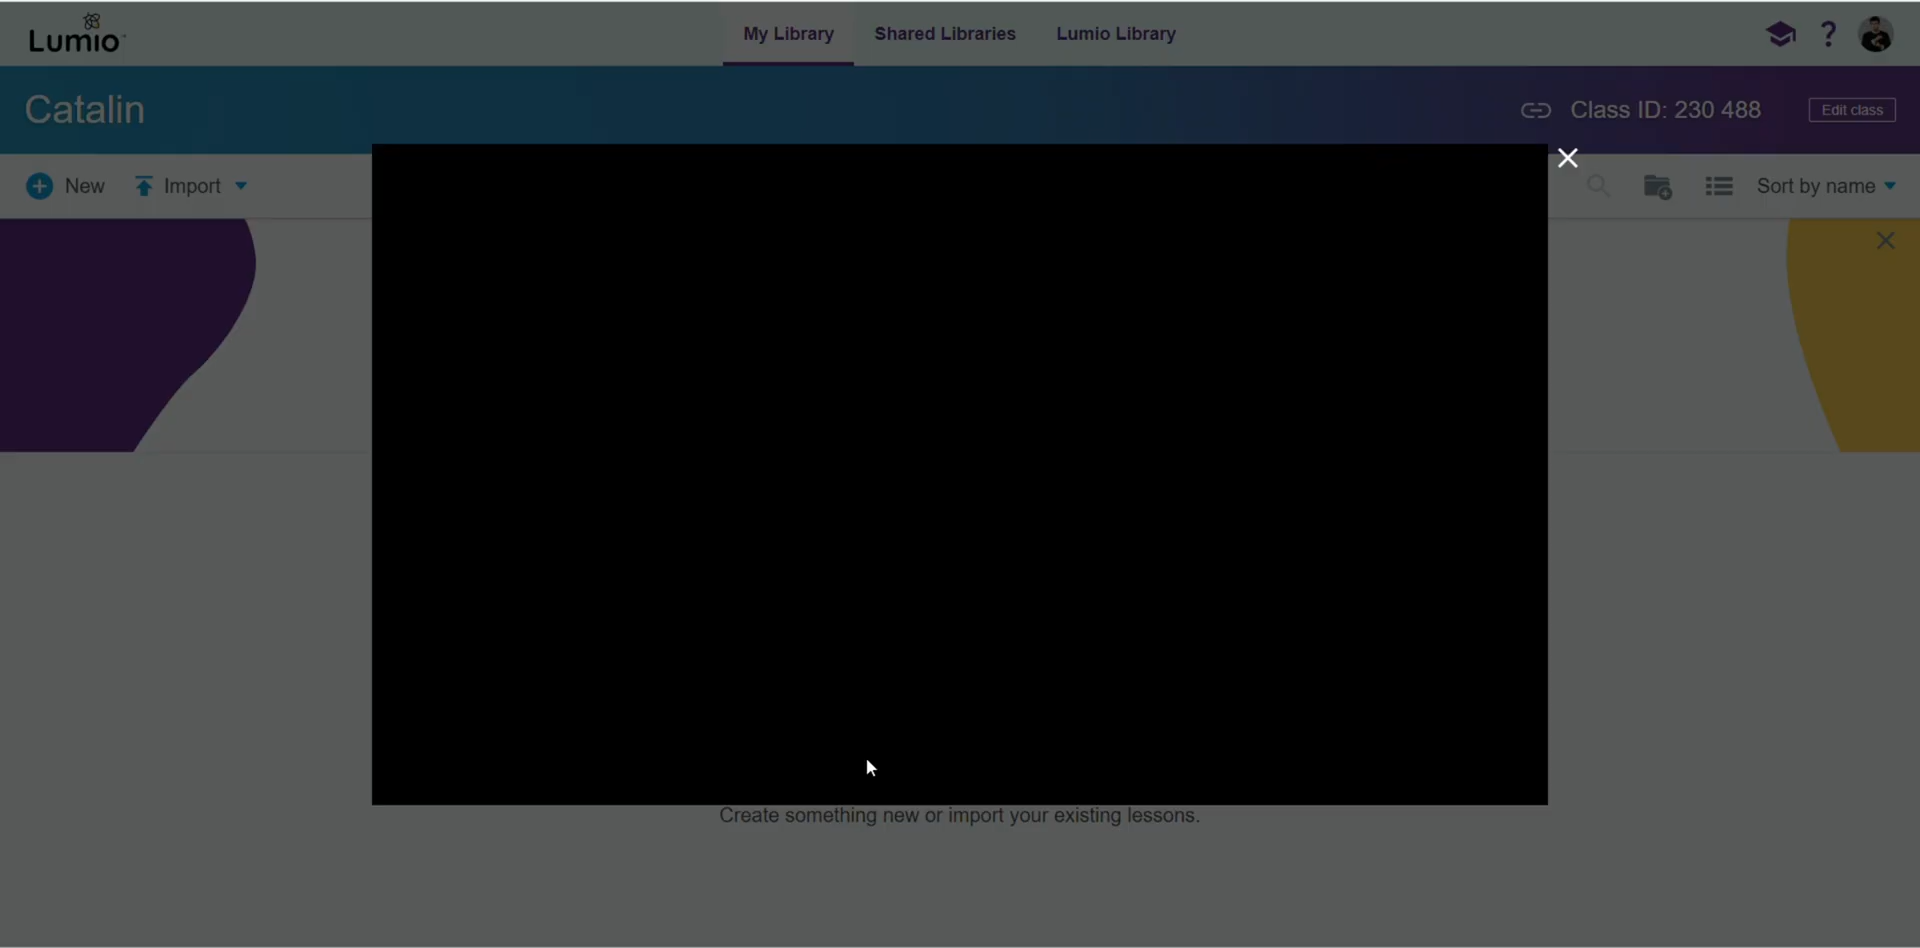 Lumio
My Library
Shared Libraries
Lumio Library
?
Catalin
Class ID: 230 488
Edit class
New
Import
Sort by name
Create something new or import your existing lessons.